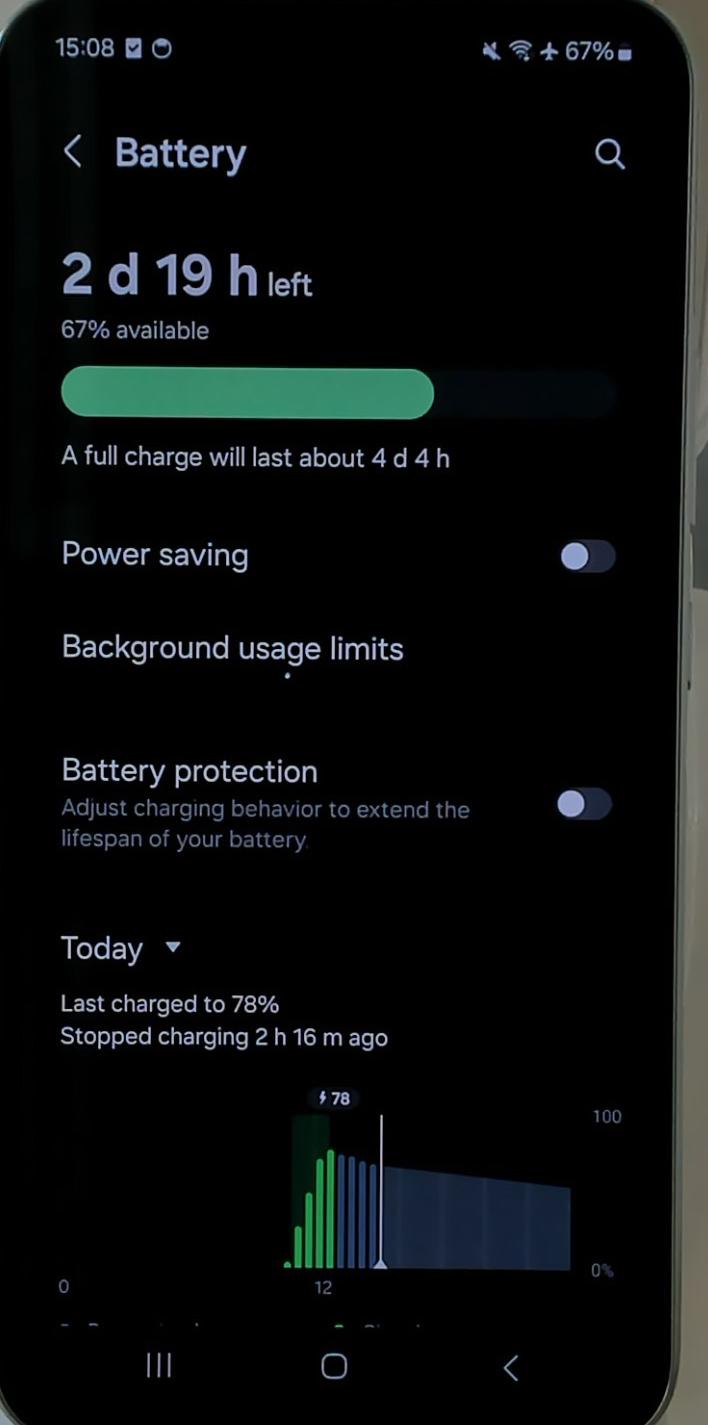 15:08
67%
Battery
2 d 19 h left
67% available
A full charge will last about 4 d 4 h
Power saving
Background usage limits
Battery protection
Adjust charging behavior to extend the
lifespan of your battery.
Today
Last charged to 78%
Stopped charging 2 h 16 m ago
78
100
0%
0
12